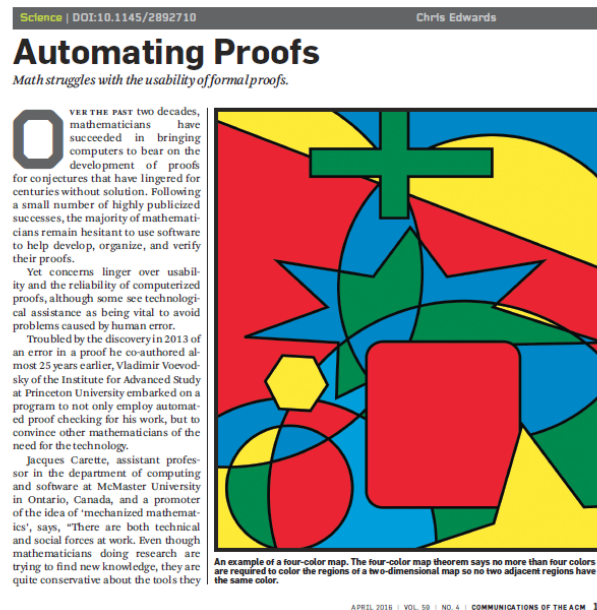 Science | DOI:10.1145/2892710 Chris Edwards
Automating Proofs
Math struggles with the usability of formal proofs.
OVER THE PAST two decades,
mathematicians have
succeeded in bringing
computers to bear on the
development of proofs
for conjectures that have lingered for
centuries without solution. Following
a small number of highly publicized
successes, the majority of mathemati-
cians remain hesitant to use software
to help develop, organize, and verify
their proofs.
Yet concerns linger over usabil-
ity and the reliability of computerized
proofs, although some see technologi-
cal assistance as being vital to avoid
problems caused by human error.
Troubled by the discovery in 2013 of
an error in a proof he co-authored al-
most 25 years earlier, Vladimir Voevod-
sky of the Institute for Advanced Study
at Princeton University embarked on a
program to not only employ automat-
ed proof checking for his work, but to
convince other mathematicians of the
need for the technology.
Jacques Carette, assistant profes-
sor in the department of computing
and software at McMaster University
in Ontario, Canada, and a promoter
of the idea of ‘mechanized mathemat-
ics’, says, “There are both technical
and social forces at work. Even though
mathematicians doing research are
trying to find new knowledge, they are
quite conservative about the tools they
An example of a four-color map. The four-color map theorem says no more than four colors
are required to color the regions of a two-dimensional map so no two adjacent regions have
the same color.
APRIL 2016 | VOL. 59 | NO. 4 | COMMUNICATIONS OF THE ACM